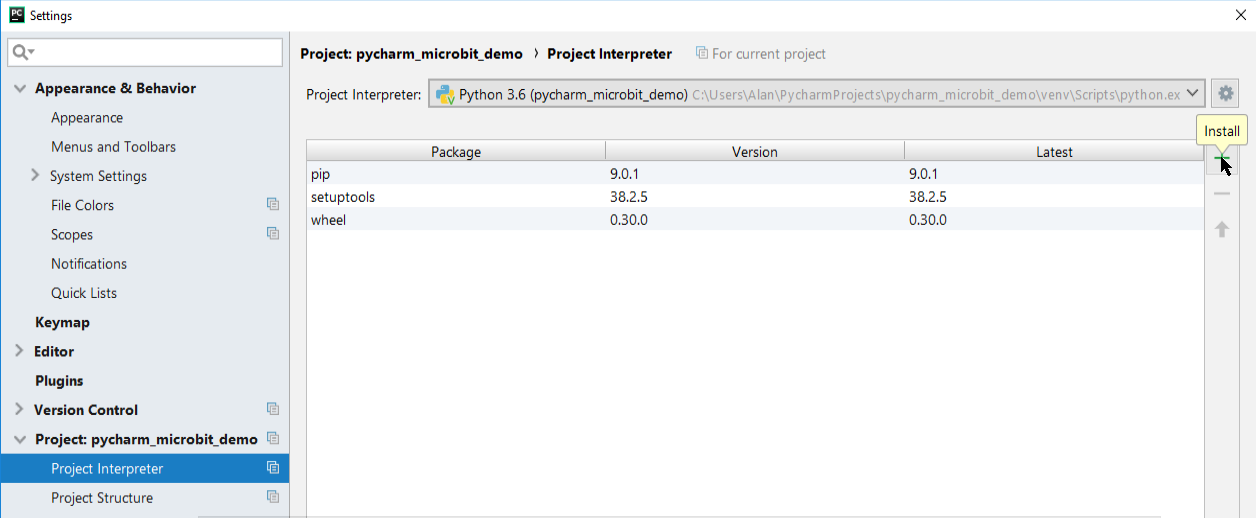 PC Settings
Project: pycharm_microbit_demo › Project Interpreter For current project
Appearance & Behavior
Project Interpreter: Python 3.6 (pycharm_microbit_demo) C:\Users\Alan\PycharmProjects\pycharm_microbit_demo\venv\Scripts\python.ex
Appearance
Install
Menus and Toolbars
Package Version Latest
System Settings
pip 9.0.1 9.0.1
File Colors
setuptools 38.2.5 38.2.5
Scopes
wheel 0.30.0 0.30.0
Notifications
Quick Lists
Keymap
Editor
Plugins
Version Control
Project: pycharm_microbit_demo
Project Interpreter
Project Structure